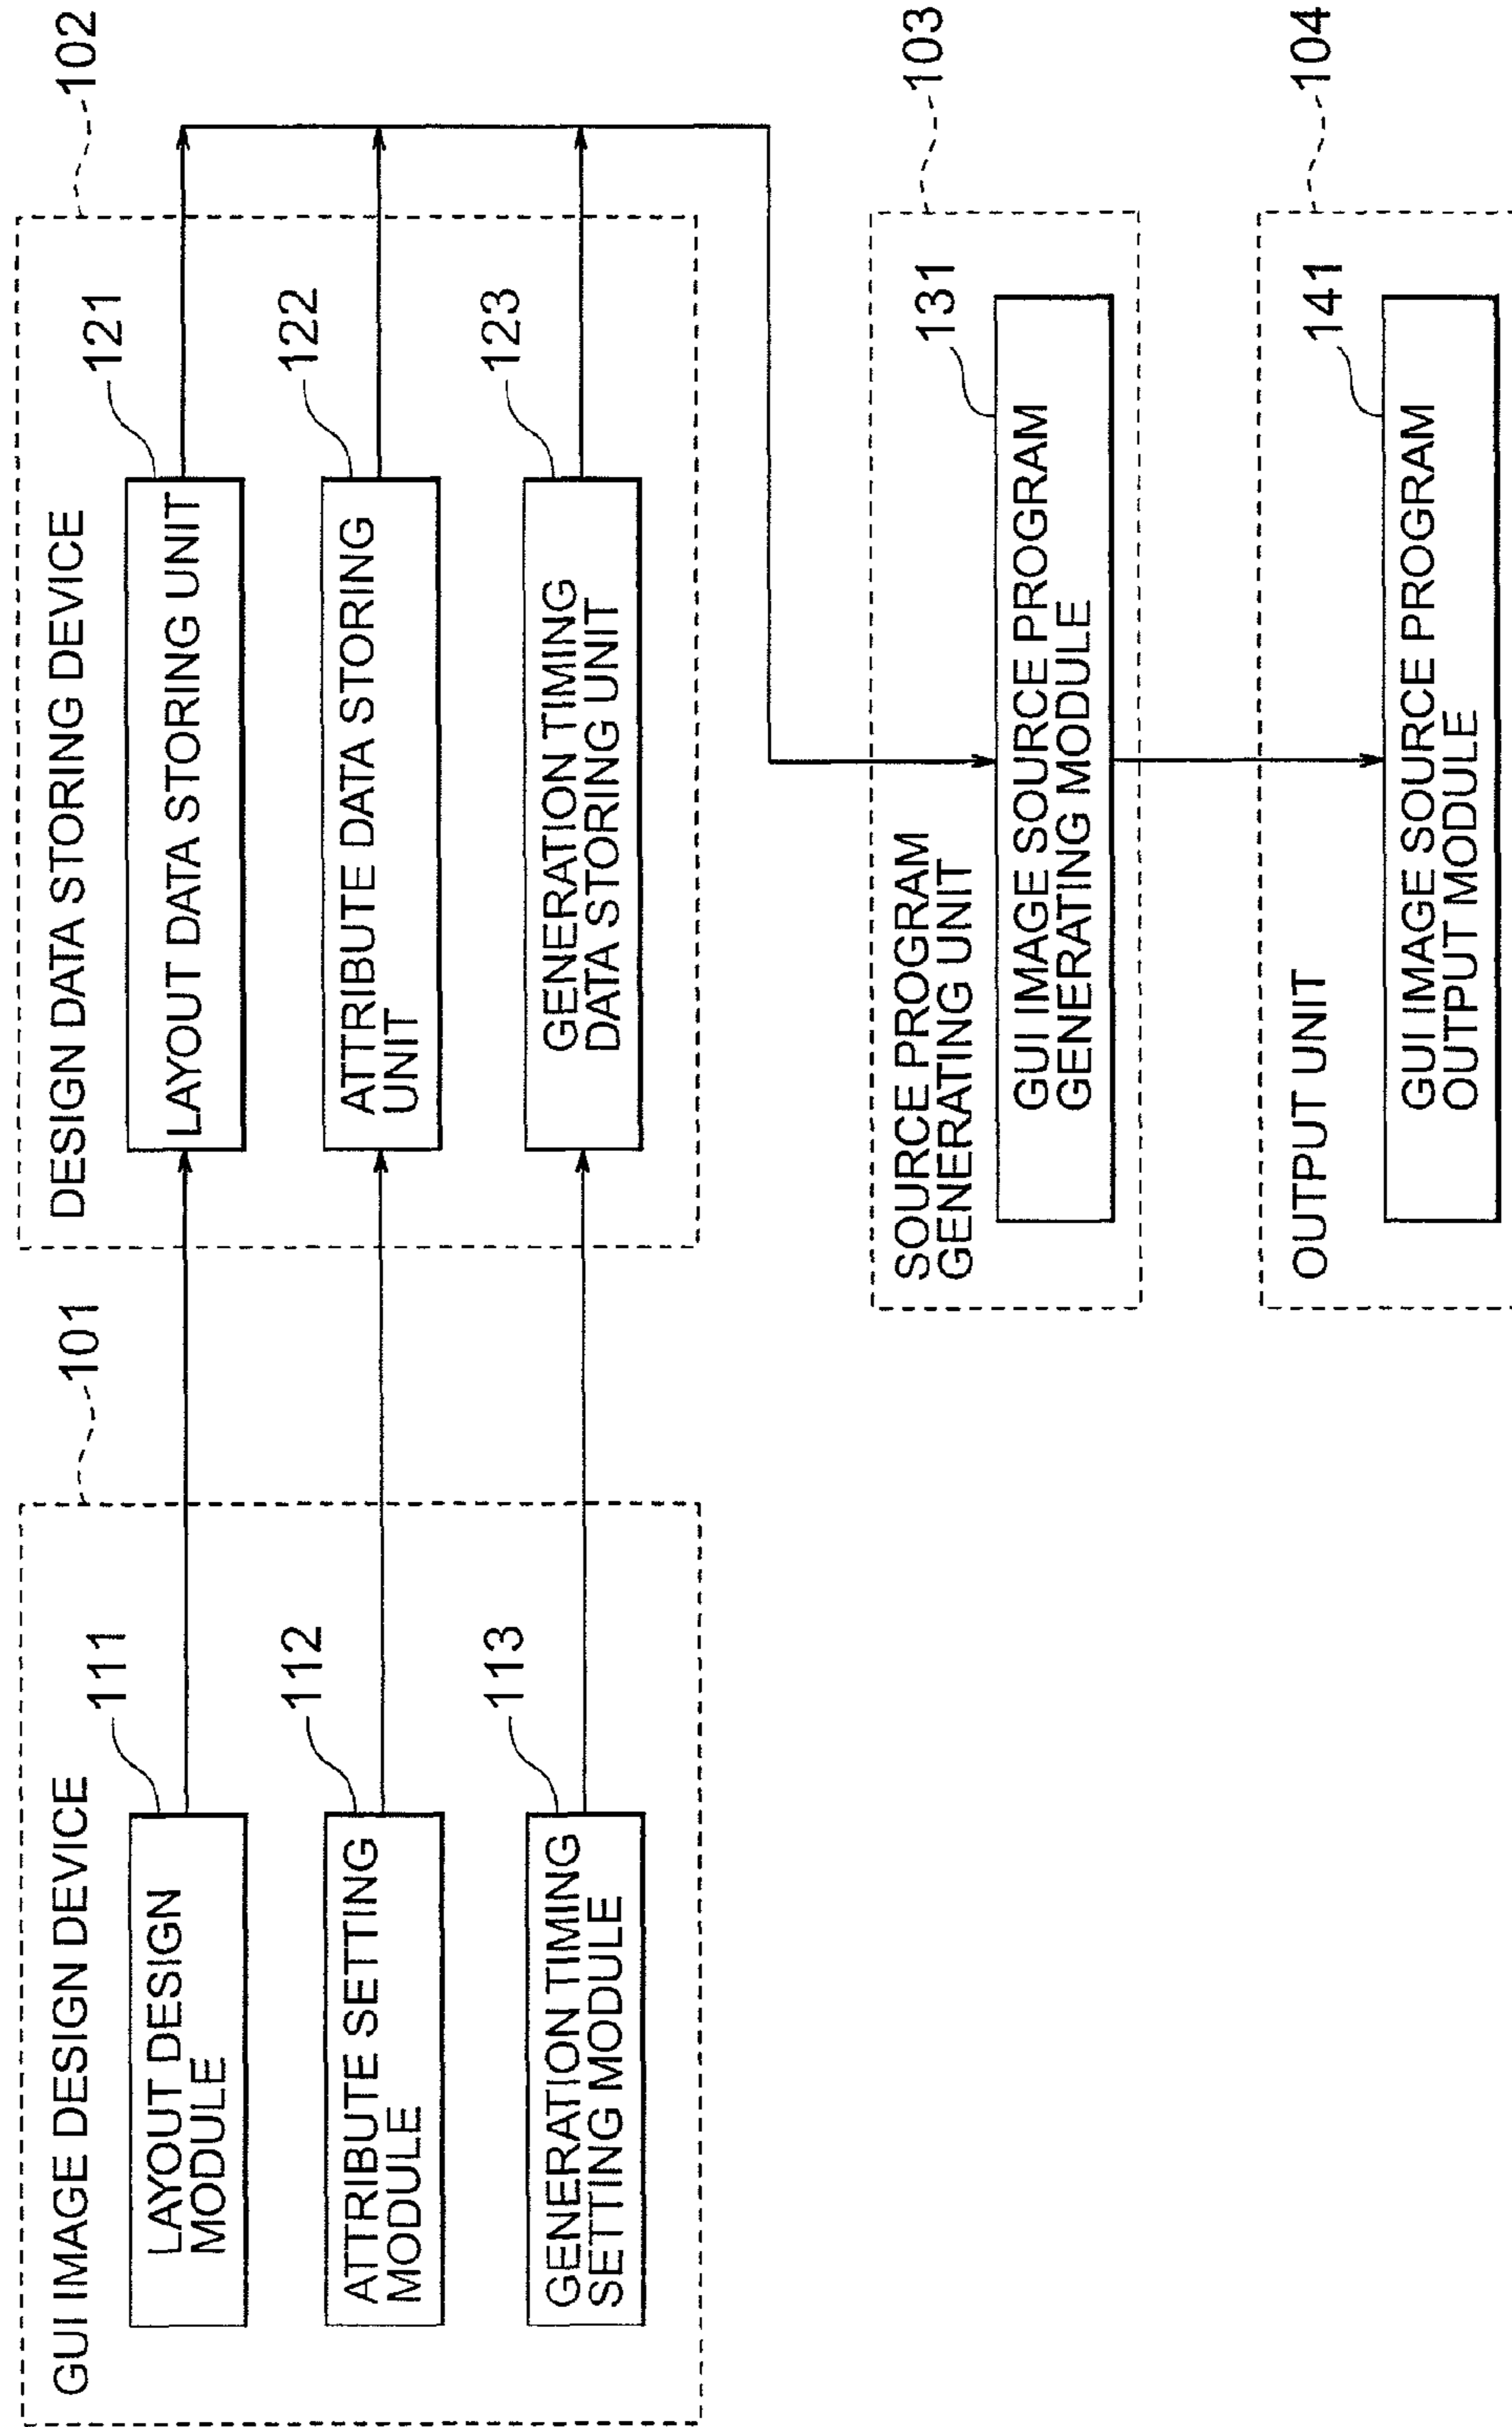 GUI IMAGE DESIGN DEVICE
101
LAYOUT DESIGN
MODULE
111
ATTRIBUTE SETTING
MODULE
112
GENERATION TIMING
SETTING MODULE
113
DESIGN DATA STORING DEVICE
102
LAYOUT DATA STORING UNIT
121
ATTRIBUTE DATA STORING
UNIT
122
GENERATION TIMING
DATA STORING UNIT
123
SOURCE PROGRAM
GENERATING UNIT
103
GUI IMAGE SOURCE PROGRAM
GENERATING MODULE
131
OUTPUT UNIT
104
GUI IMAGE SOURCE PROGRAM
OUTPUT MODULE
141